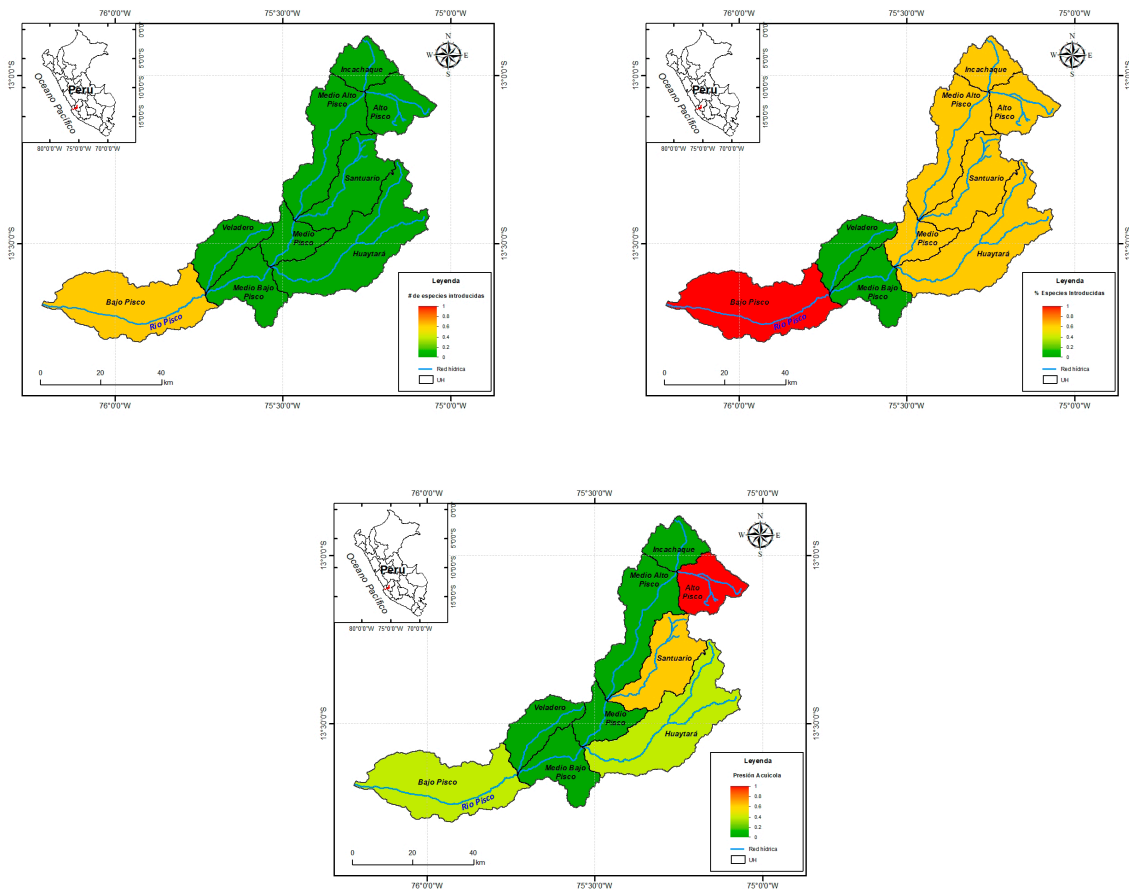 76°0'0"W 75°30'0"W 75°0'0"W
13°0'0"S
13°30'0"S
0°0'0"S
5°0'0"S
10°0'0"S
15°0'0"S
Oceano Pacífico
Perú
80°0'0"W 75°0'0"W 70°0'0"W
N
W E
S
Incachaque
Medio Alto
Pisco
Alto
Pisco
Santuario
Veladero
Medio
Pisco
Huaytará
Medio Bajo
Pisco
Bajo Pisco
Río Pisco
0 20 40
km
Leyenda
# de especies introducidas
1
0.8
0.6
0.4
0.2
0
Red hídrica
UH
76°0'0"W 75°30'0"W 75°0'0"W
76°0'0"W 75°30'0"W 75°0'0"W
13°0'0"S
13°30'0"S
0°0'0"S
5°0'0"S
10°0'0"S
15°0'0"S
Oceano Pacífico
Perú
80°0'0"W 75°0'0"W 70°0'0"W
N
W E
S
Incachaque
Medio Alto
Pisco
Alto
Pisco
Santuario
Veladero
Medio
Pisco
Huaytará
Medio Bajo
Pisco
Bajo Pisco
Río Pisco
0 20 40
km
Leyenda
% Especies Introducidas
1
0.8
0.6
0.4
0.2
0
Red hídrica
UH
76°0'0"W 75°30'0"W 75°0'0"W
76°0'0"W 75°30'0"W 75°0'0"W
13°0'0"S
13°30'0"S
0°0'0"S
5°0'0"S
10°0'0"S
15°0'0"S
Oceano Pacífico
Perú
80°0'0"W 75°0'0"W 70°0'0"W
N
W E
S
Incachaque
Medio Alto
Pisco
Alto
Pisco
Santuario
Veladero
Medio
Pisco
Huaytará
Medio Bajo
Pisco
Bajo Pisco
Río Pisco
0 20 40
km
Leyenda
Presión Acuícola
1
0.8
0.6
0.4
0.2
0
Red hídrica
UH
76°0'0"W 75°30'0"W 75°0'0"W